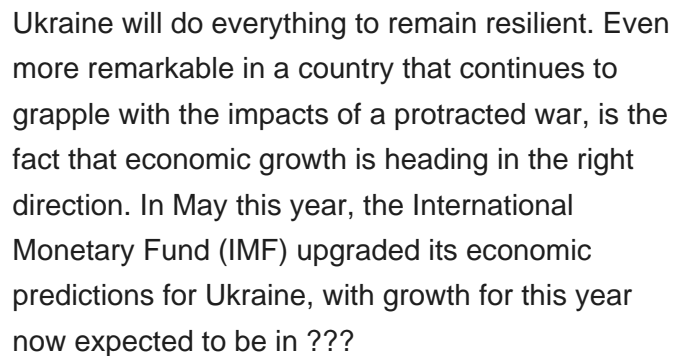 Ukraine will do everything to remain resilient. Even
more remarkable in a country that continues to
grapple with the impacts of a protracted war, is the
fact that economic growth is heading in the right
direction. In May this year, the International
Monetary Fund (IMF) upgraded its economic
predictions for Ukraine, with growth for this year
now expected to be in ???